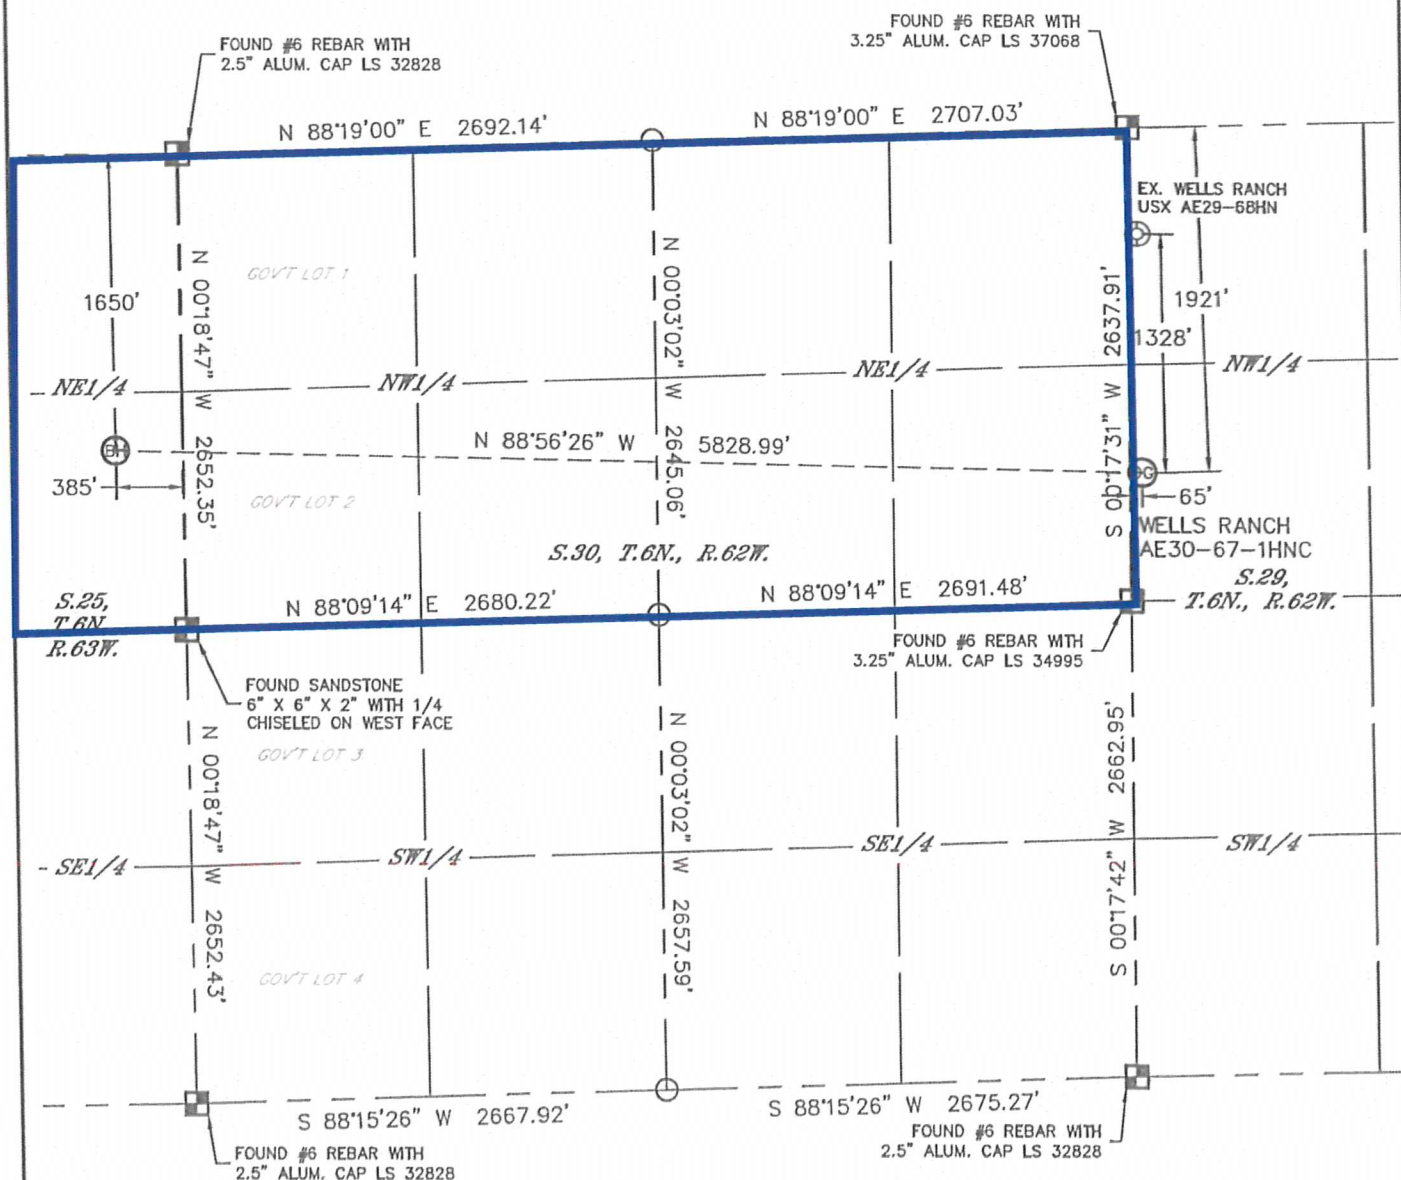 FOUND #6 REBAR WITH
3.25" ALUM. CAP LS 37068
FOUND #6 REBAR WITH
2.5" ALUM. CAP LS 32828
N 88°19'00" E 2692.14'
N 88°19'00" E 2707.03'
EX. WELLS RANCH
USX AE29-68HN
GOV'T LOT 1
1650'
N 00°18'47" W 2652.35'
N 00°03'02" W 2645.06'
S 00°17'31" W 2637.91'
1921'
1328'
NE1/4
NW1/4
NE1/4
NW1/4
BH
N 88°56'26" W 5828.99'
385'
GOV'T LOT 2
65'
WELLS RANCH
AE30-67-1HNC
S.30, T.6N., R.62W.
S.29,
T.6N., R.62W.
S.25,
T.6N
R.63W.
N 88°09'14" E 2680.22'
N 88°09'14" E 2691.48'
FOUND #6 REBAR WITH
3.25" ALUM. CAP LS 34995
FOUND SANDSTONE
6" X 6" X 2" WITH 1/4
CHISELED ON WEST FACE
GOV'T LOT 3
N 00°18'47" W 2652.43'
N 00°03'02" W 2657.59'
S 00°17'42" W 2662.95'
SE1/4
SW1/4
SE1/4
SW1/4
GOV'T LOT 4
S 88°15'26" W 2667.92'
S 88°15'26" W 2675.27'
FOUND #6 REBAR WITH
2.5" ALUM. CAP LS 32828
FOUND #6 REBAR WITH
2.5" ALUM. CAP LS 32828